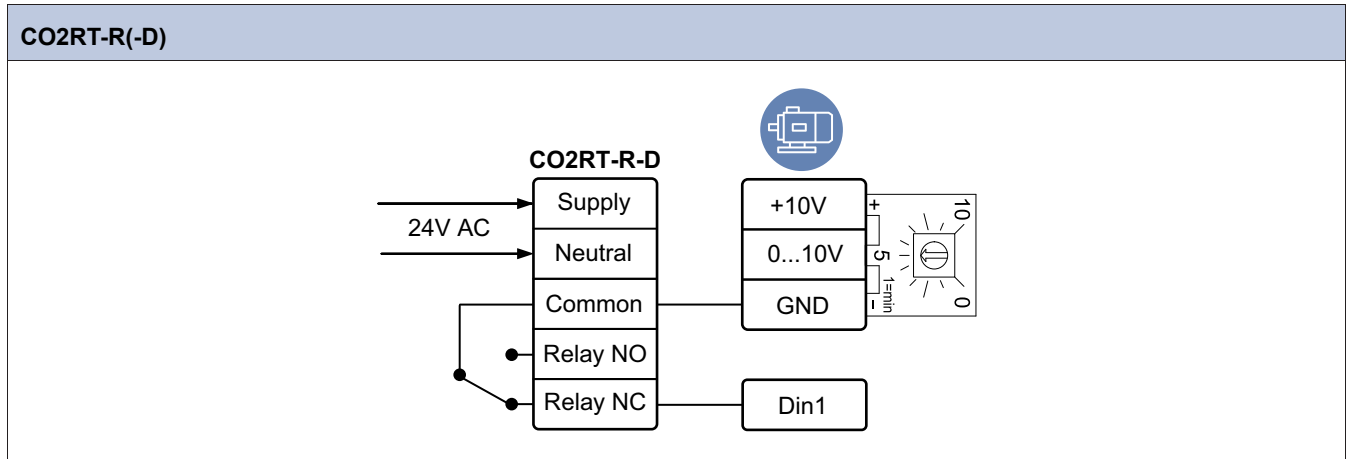 CO2RT-R(-D)
CO2RT-R-D
24V AC
Supply
Neutral
Common
Relay NO
Relay NC
+10V
0...10V
GND
Din1
+
-
10
5
0
1=min